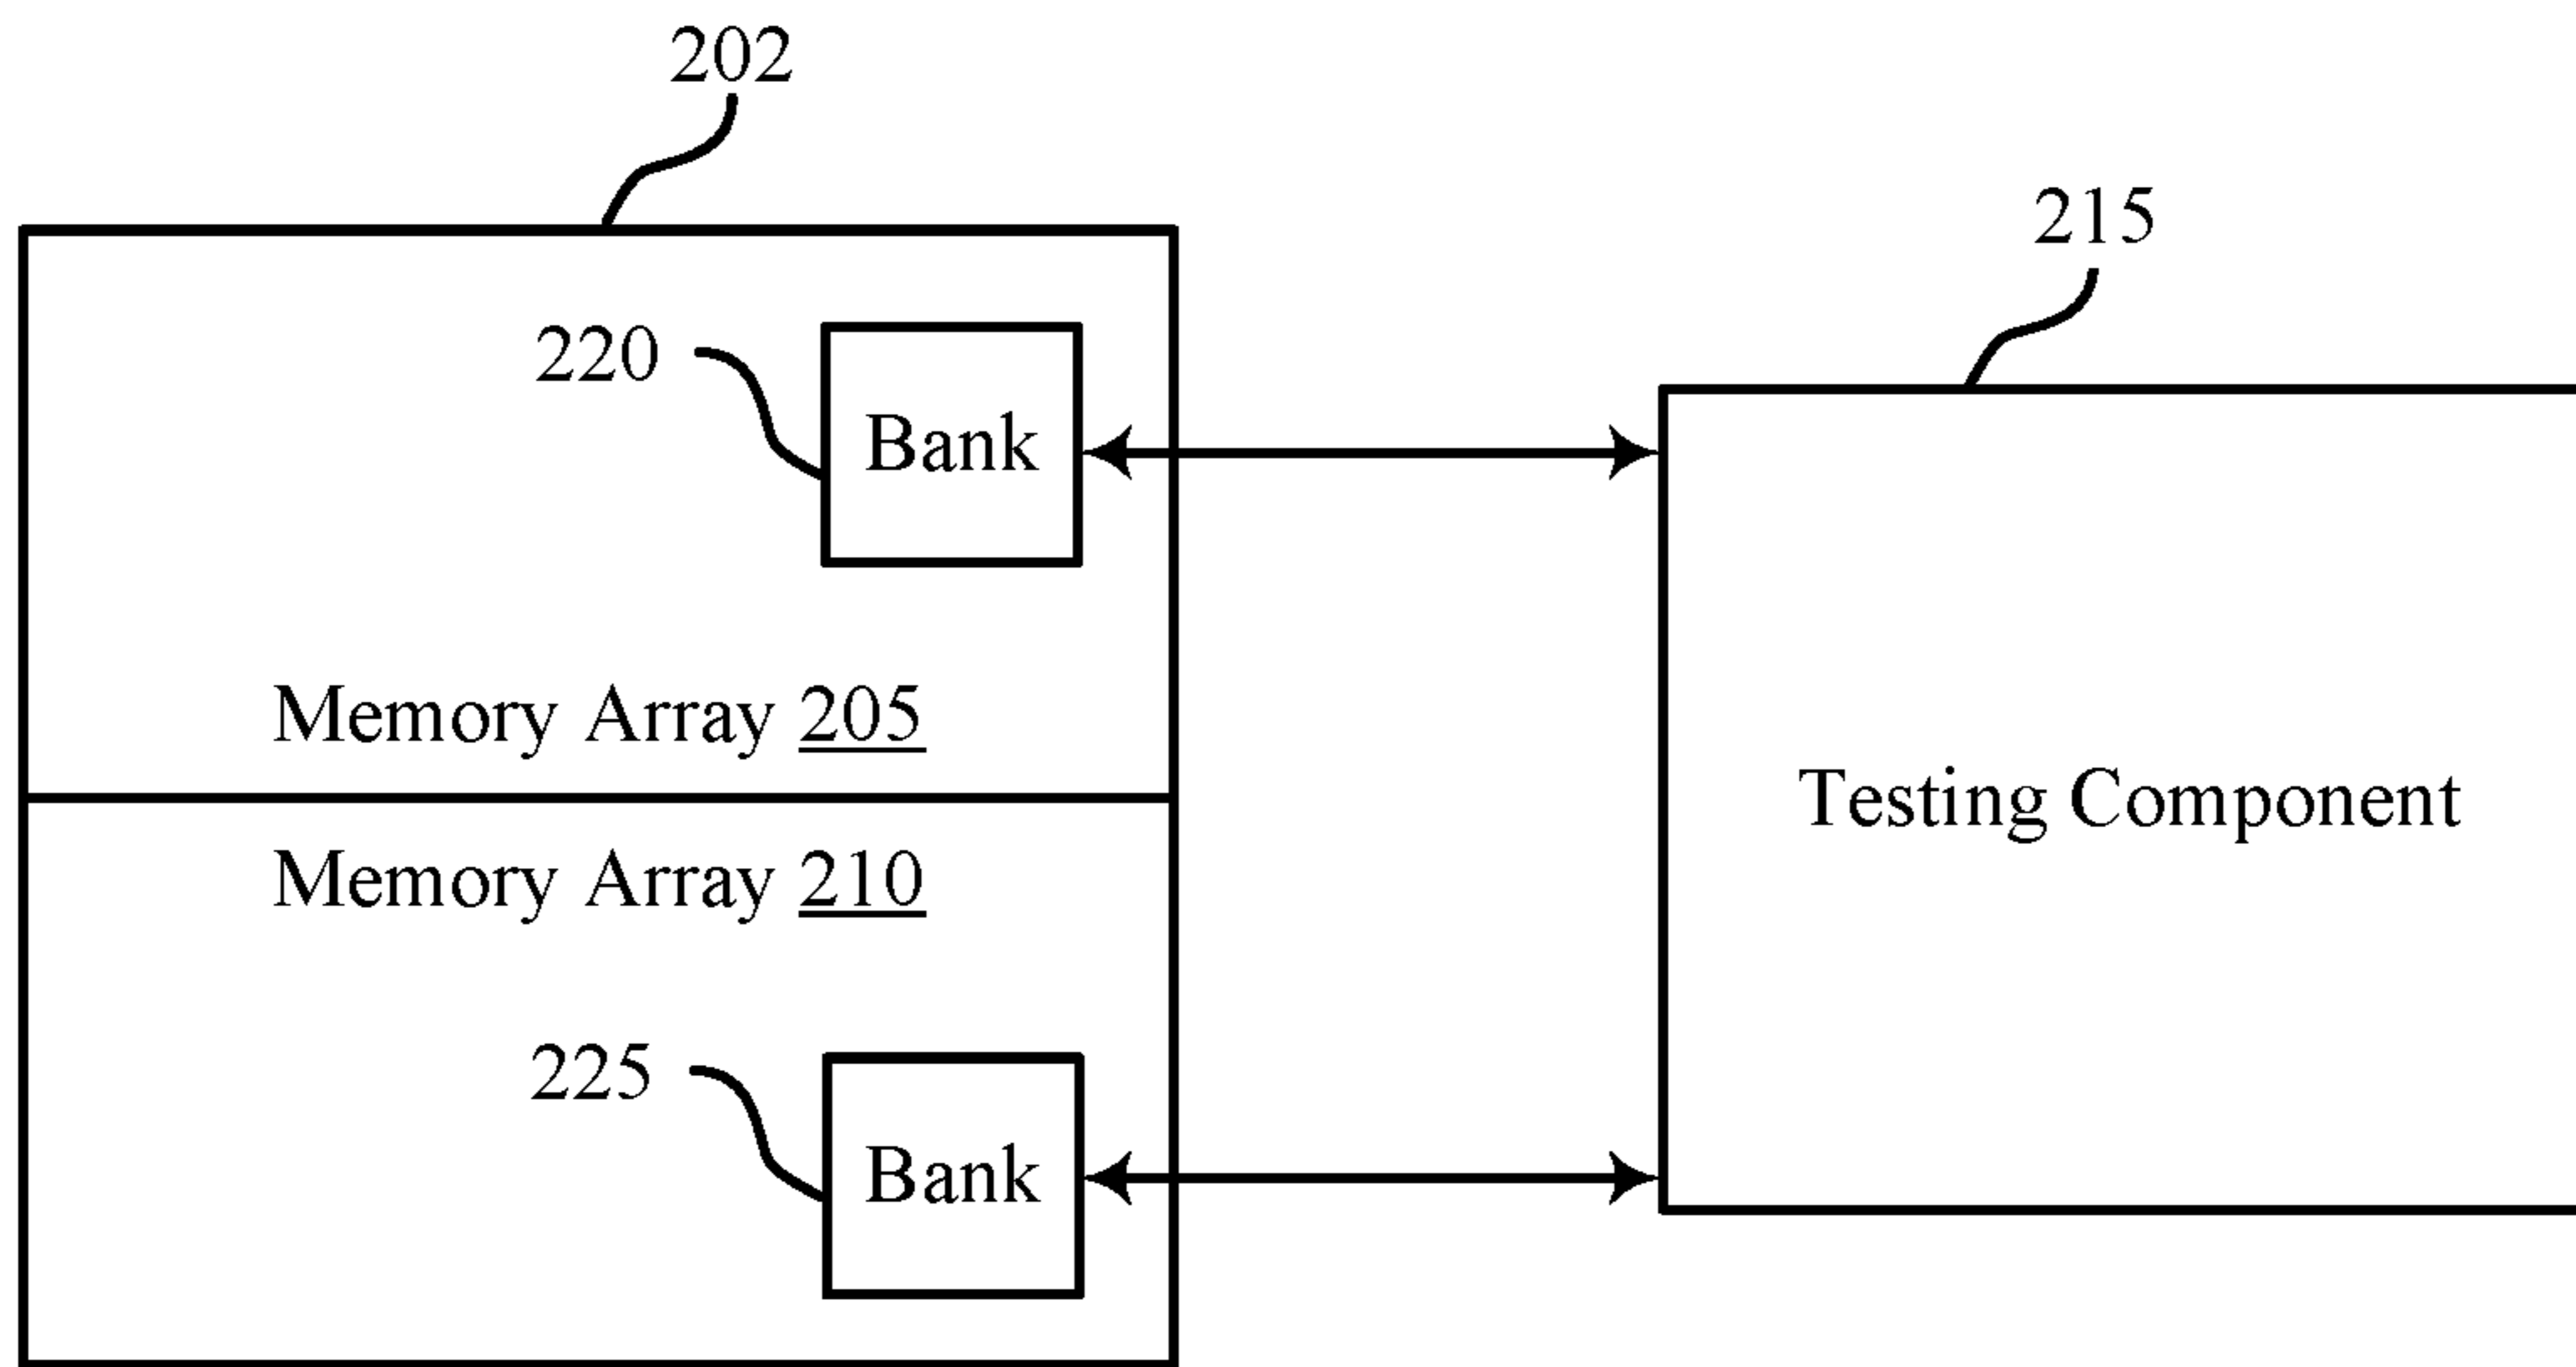 202
215
220
Bank
Memory Array 205
Testing Component
Memory Array 210
225
Bank